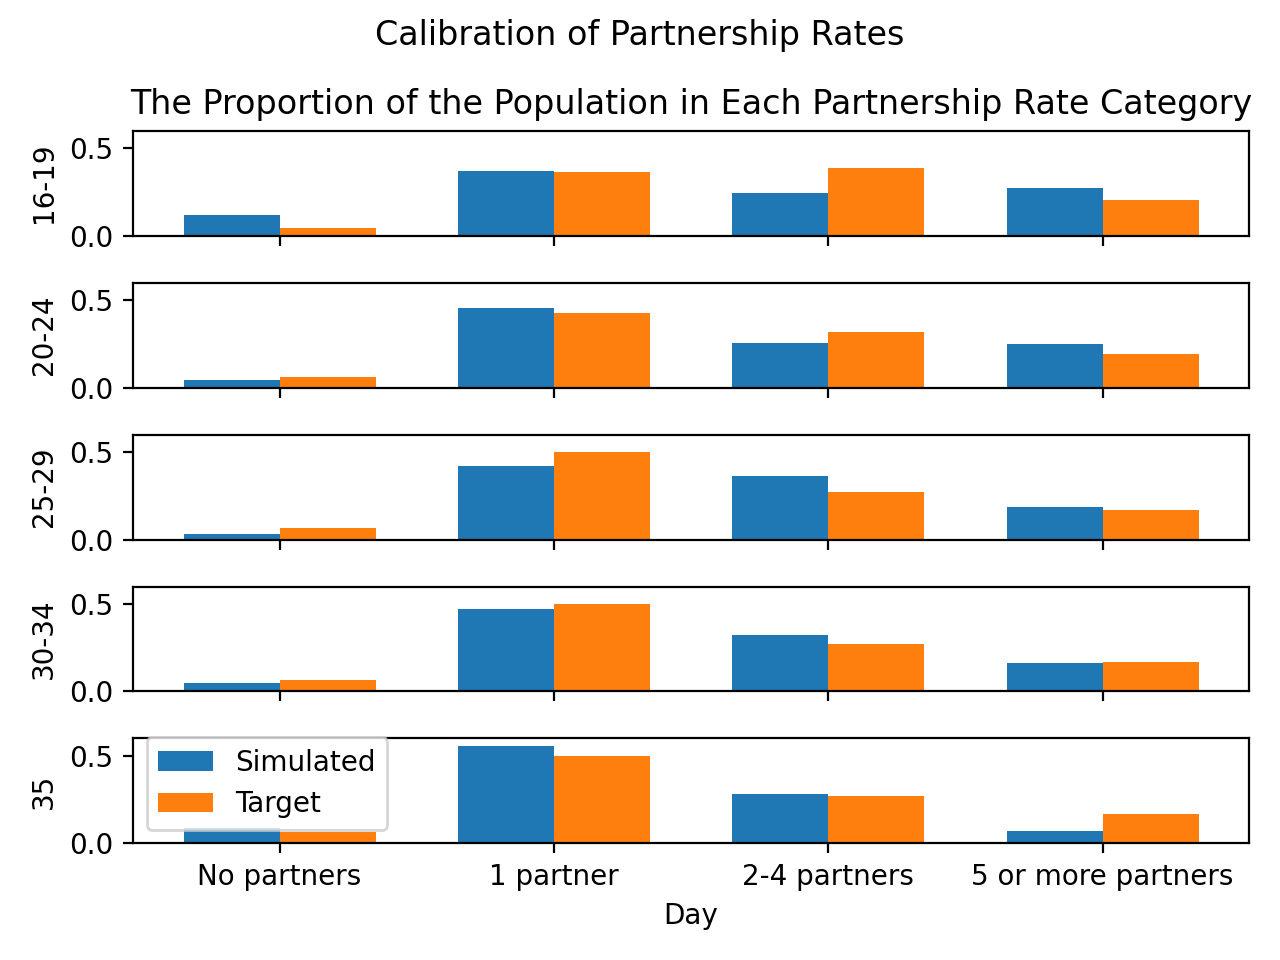 Calibration of Partnership Rates
The Proportion of the Population in Each Partnership Rate Category
16-19
0.5
0.0
20-24
0.5
0.0
25-29
0.5
0.0
30-34
0.5
0.0
35
0.5
0.0
Simulated
Target
No partners
1 partner
2-4 partners
5 or more partners
Day